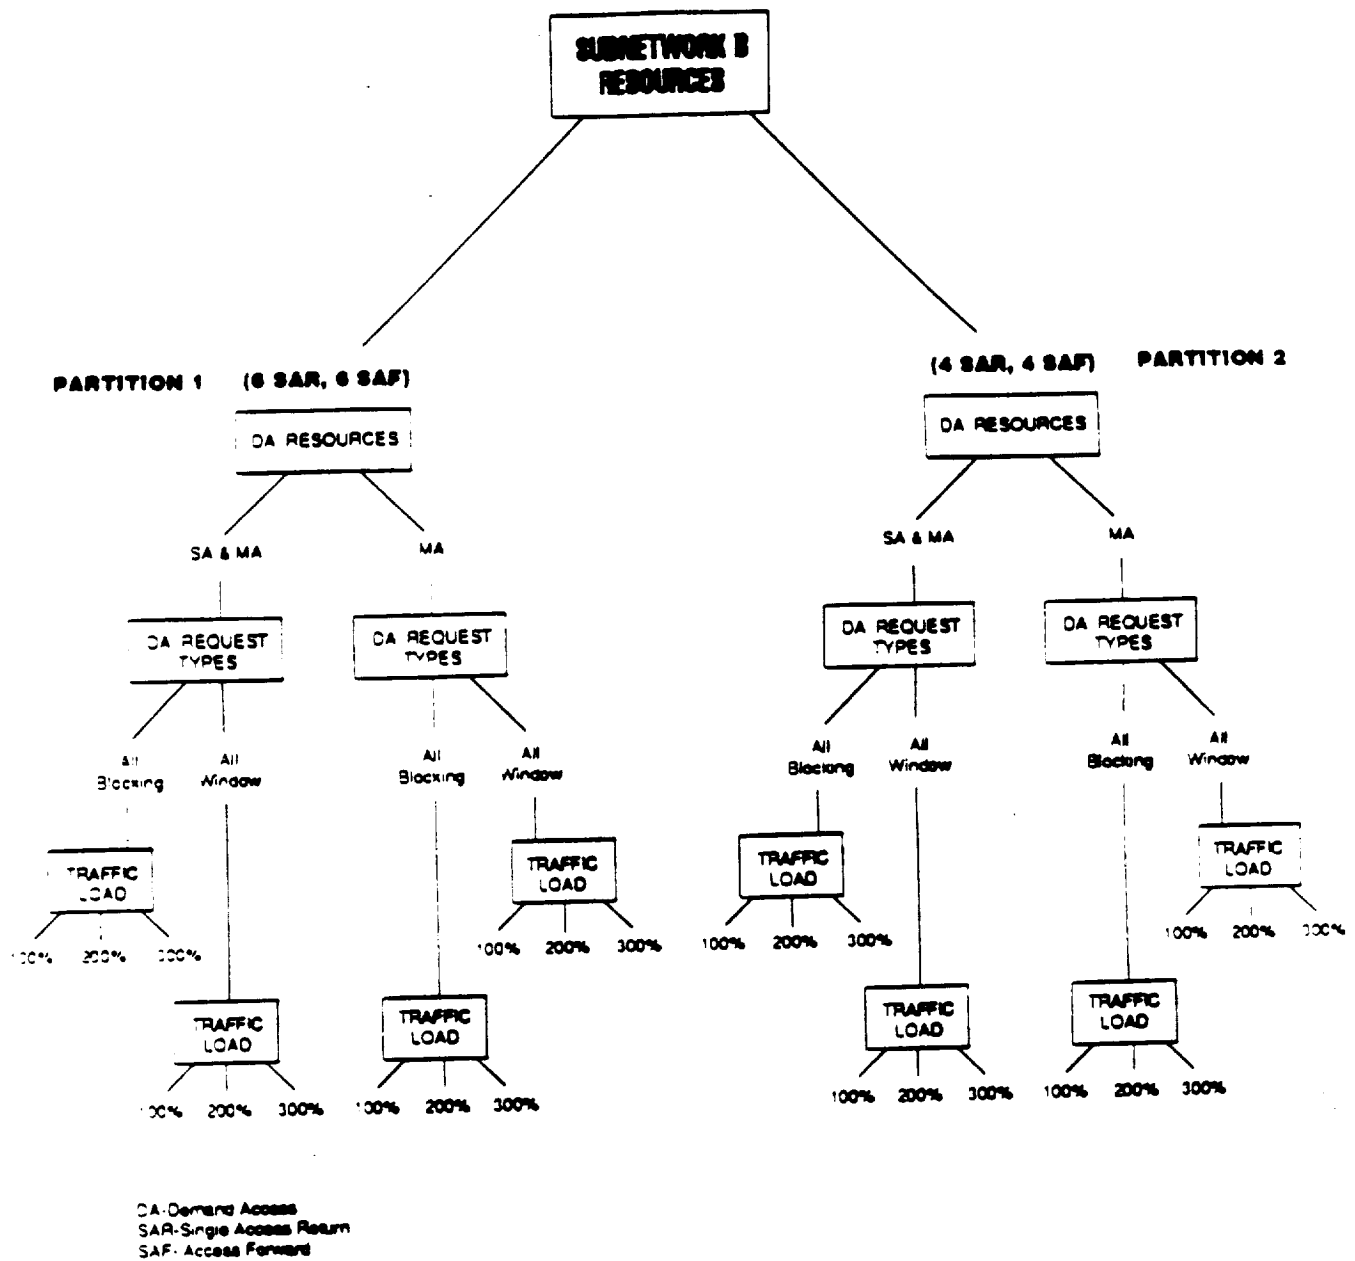 SUBNETWORK B
RESOURCES
PARTITION 1 (6 SAR, 6 SAF)
(4 SAR, 4 SAF) PARTITION 2
DA RESOURCES
DA RESOURCES
SA & MA
MA
SA & MA
MA
DA REQUEST
TYPES
DA REQUEST
TYPES
DA REQUEST
TYPES
DA REQUEST
TYPES
All
Blocking
All
Window
All
Blocking
All
Window
All
Blocking
All
Window
All
Blocking
All
Window
TRAFFIC
LOAD
100% 200% 300%
TRAFFIC
LOAD
100% 200% 300%
TRAFFIC
LOAD
100% 200% 300%
TRAFFIC
LOAD
100% 200% 300%
TRAFFIC
LOAD
100% 200% 300%
TRAFFIC
LOAD
100% 200% 300%
TRAFFIC
LOAD
100% 200% 300%
TRAFFIC
LOAD
100% 200% 300%
DA-Demand Access
SAR-Single Access Return
SAF- Access Forward